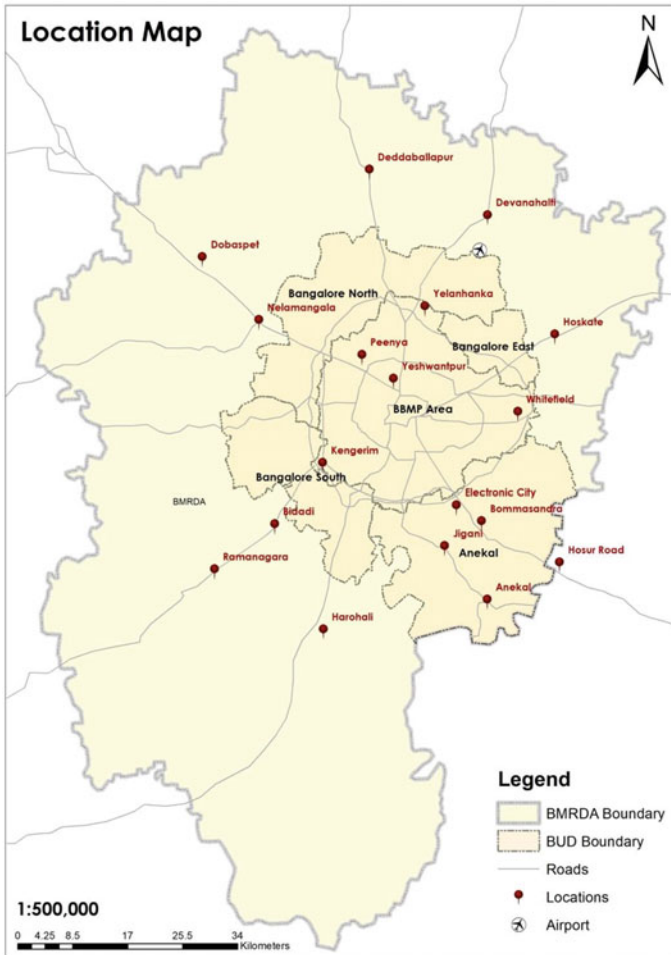 Location Map
N
Deddaballapur
Devanahalti
Dobaspet
Yelanhanka
Bangalore North
Nelamangala
Hoskate
Bangalore East
Peenya
Yeshwantpur
BBMP Area
Whitefield
Kengerim
Bangalore South
BMRDA
Electronic City
Bommasandra
Bidadi
Jigani
Anekal
Hosur Road
Ramanagara
Anekal
Harohali
Legend
BMRDA Boundary
BUD Boundary
Roads
Locations
Airport
1:500,000
0 4.25 8.5 17 25.5 34
Kilometers